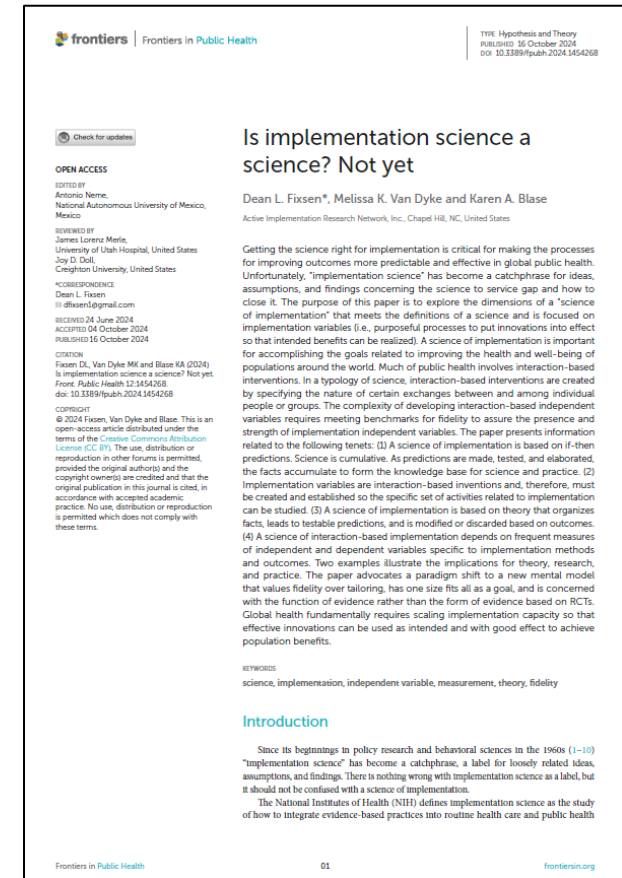 frontiers | Frontiers in Public Health
TYPE Hypothesis and Theory
PUBLISHED 16 October 2024
DOI 10.3389/fpubh.2024.1454268
Check for updates
OPEN ACCESS
EDITED BY
Antonio Neme,
National Autonomous University of Mexico,
Mexico
REVIEWED BY
James Lorenz Merle,
University of Utah Hospital, United States
Joy D. Doll,
Creighton University, United States
*CORRESPONDENCE
Dean L. Fixsen
dfixsen1@gmail.com
RECEIVED 24 June 2024
ACCEPTED 04 October 2024
PUBLISHED 16 October 2024
CITATION
Fixsen DL, Van Dyke MK and Blase KA (2024)
Is implementation science a science? Not yet.
Front. Public Health 12:1454268.
doi: 10.3389/fpubh.2024.1454268
COPYRIGHT
© 2024 Fixsen, Van Dyke and Blase. This is an
open-access article distributed under the
terms of the Creative Commons Attribution
License (CC BY). The use, distribution or
reproduction in other forums is permitted,
provided the original author(s) and the
copyright owner(s) are credited and that the
original publication in this journal is cited, in
accordance with accepted academic
practice. No use, distribution or reproduction
is permitted which does not comply with
these terms.
Is implementation science a
science? Not yet
Dean L. Fixsen*, Melissa K. Van Dyke and Karen A. Blase
Active Implementation Research Network, Inc., Chapel Hill, NC, United States
Getting the science right for implementation is critical for making the processes
for improving outcomes more predictable and effective in global public health.
Unfortunately, "implementation science" has become a catchphrase for ideas,
assumptions, and findings concerning the science to service gap and how to
close it. The purpose of this paper is to explore the dimensions of a "science
of implementation" that meets the definitions of science and is focused on
implementation variables (i.e., purposeful processes to put innovations into effect
so that intended benefits can be realized). A science of implementation is important
for accomplishing the goals related to improving the health and well-being of
populations around the world. Much of public health involves interaction-based
interventions. In a typology of science, interaction-based interventions are created
by specifying the nature of certain exchanges between and among individual
people or groups. The complexity of developing interaction-based independent
variables requires meeting benchmarks for fidelity to assure the presence and
strength of implementation independent variables. The paper presents information
related to the following tenets: (1) A science of implementation is based on if-then
predictions. Science is cumulative. As predictions are made, tested, and elaborated,
the facts accumulate to form the knowledge base for science and practice. (2)
Implementation variables are interaction-based inventions and, therefore, must
be created and established so the specific set of activities related to implementation
can be studied. (3) A science of implementation is based on theory that organizes
facts, leads to testable predictions, and is modified or discarded based on outcomes.
(4) A science of interaction-based implementation depends on frequent measures
of independent and dependent variables specific to implementation methods
and outcomes. Two examples illustrate the implications for theory, research,
and practice. The paper advocates a paradigm shift to a new mental model
that values fidelity over tailoring, has one size fits all as a goal, and is concerned
with the function of evidence rather than the form of evidence based on RCTs.
Global health fundamentally requires scaling implementation capacity so that
effective innovations can be used as intended and with good effect to achieve
population benefits.
KEYWORDS
science, implementation, independent variable, measurement, theory, fidelity
Introduction
Since its beginnings in policy research and behavioral sciences in the 1960s (1–10)
"implementation science" has become a catchphrase, a label for loosely related ideas,
assumptions, and findings. There is nothing wrong with implementation science as a label, but
it should not be confused with a science of implementation.
The National Institutes of Health (NIH) defines implementation science as the study
of how to integrate evidence-based practices into routine health care and public health
Frontiers in Public Health
01
frontiersin.org